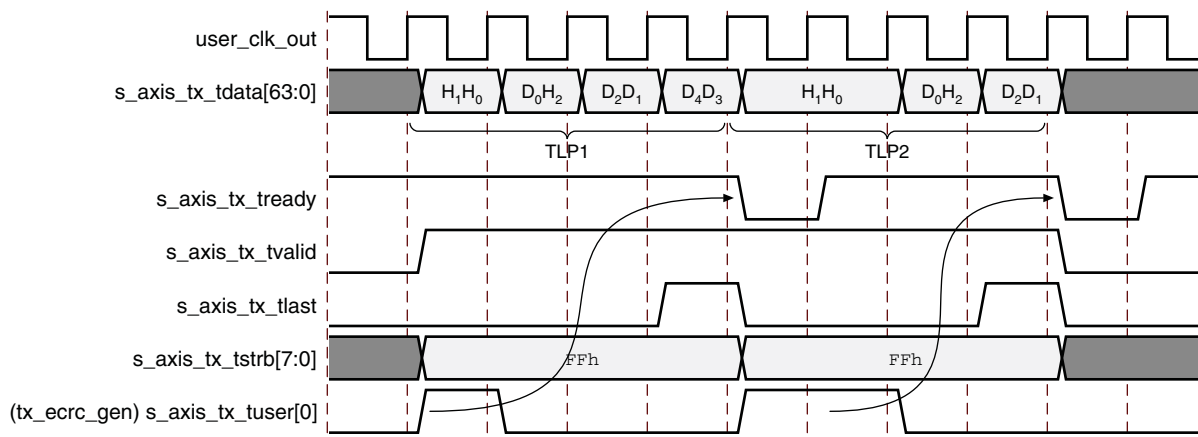 user_clk_out
s_axis_tx_tdata[63:0] H₁H₀ D₀H₂ D₂D₁ D₄D₃ H₁H₀ D₀H₂ D₂D₁
TLP1 TLP2
s_axis_tx_tready
s_axis_tx_tvalid
s_axis_tx_tlast
s_axis_tx_tstrb[7:0] FFh FFh
(tx_ecrc_gen) s_axis_tx_tuser[0]